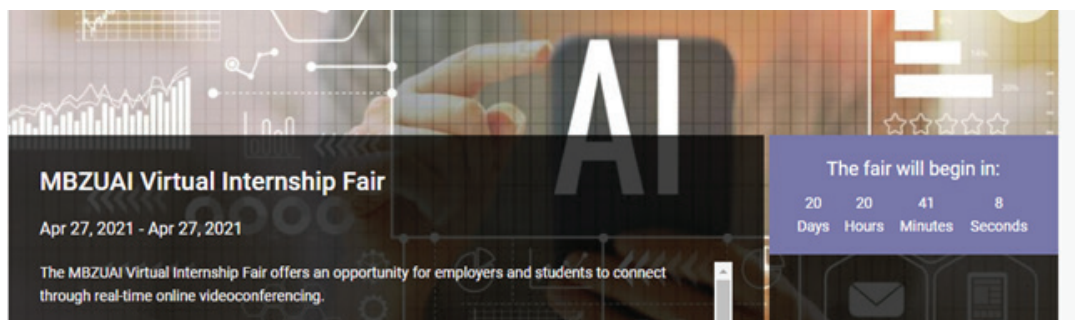 AI
MBZUAI Virtual Internship Fair
Apr 27, 2021 - Apr 27, 2021
The MBZUAI Virtual Internship Fair offers an opportunity for employers and students to connect
through real-time online videoconferencing.
The fair will begin in:
20 20 41 8
Days Hours Minutes Seconds